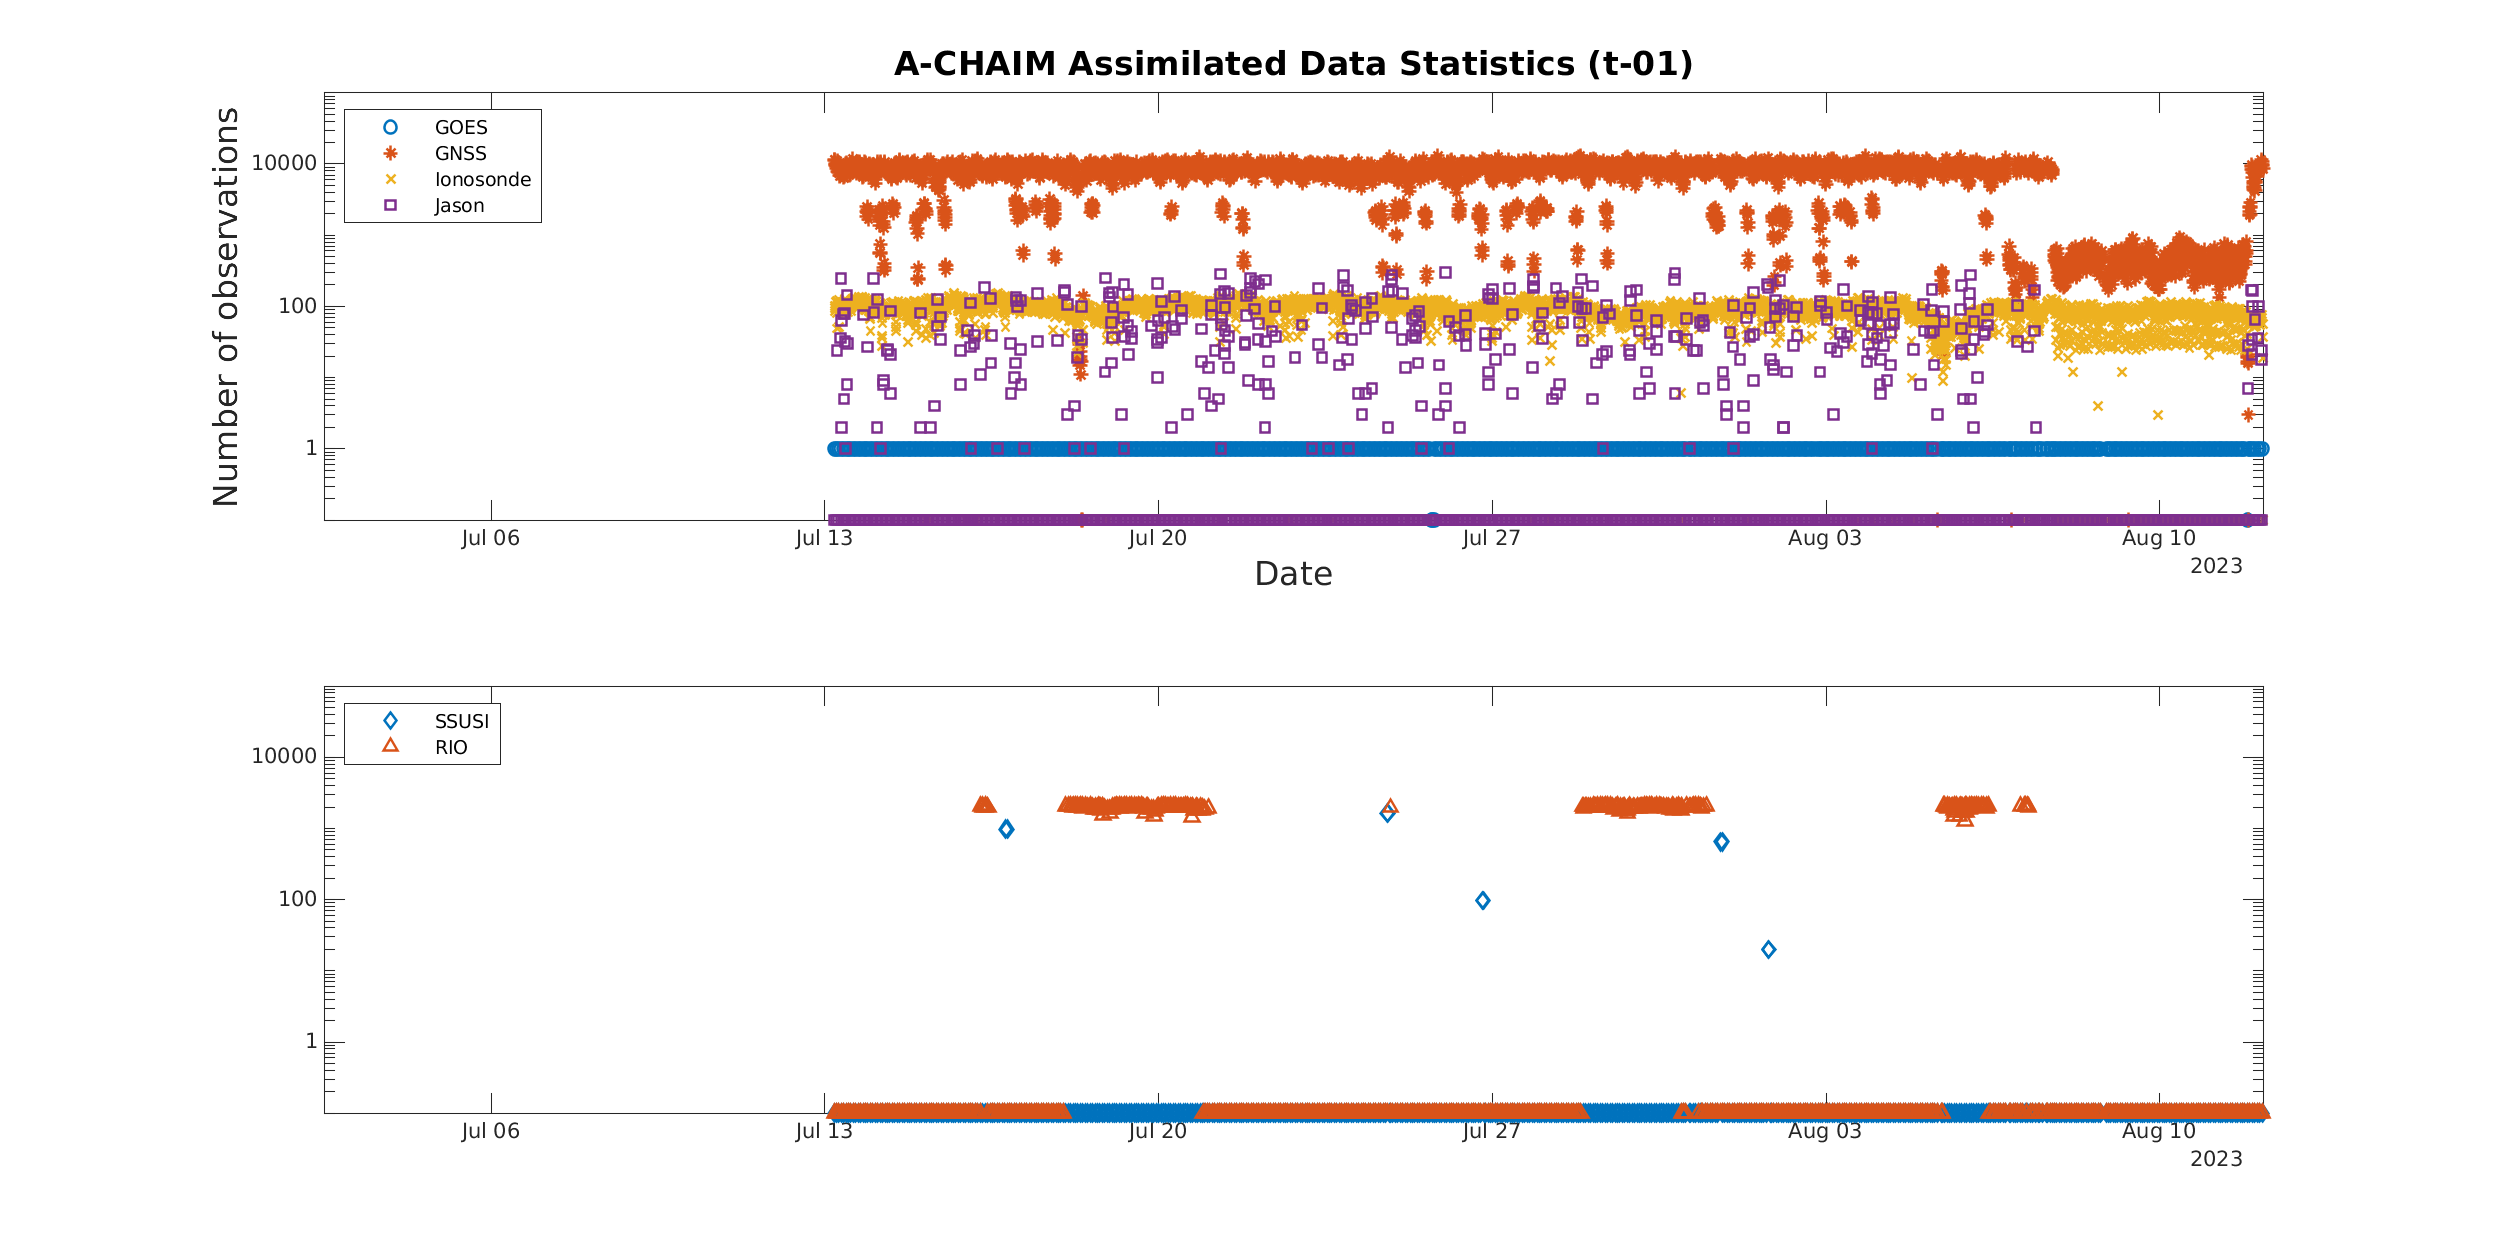 A-CHAIM Assimilated Data Statistics (t-01)
Number of observations
10000
100
1
GOES
GNSS
Ionosonde
Jason
Jul 06
Jul 13
Jul 20
Jul 27
Aug 03
Aug 10
2023
Date
10000
100
1
SSUSI
RIO
Jul 06
Jul 13
Jul 20
Jul 27
Aug 03
Aug 10
2023